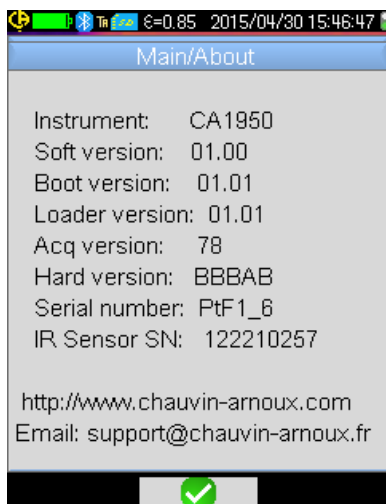 ε=0.85 2015/04/30 15:46:47
Main/About
Instrument: CA1950
Soft version: 01.00
Boot version: 01.01
Loader version: 01.01
Acq version: 78
Hard version: BBBAB
Serial number: PtF1_6
IR Sensor SN: 122210257
http://www.chauvin-arnoux.com
Email: support@chauvin-arnoux.fr